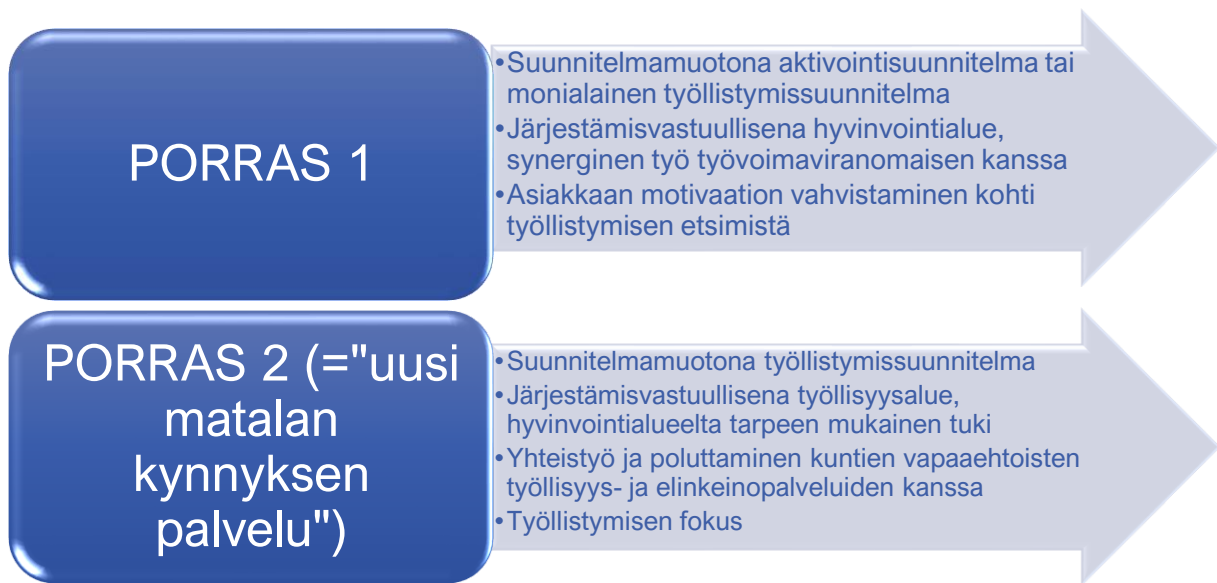 PORRAS 1
•Suunnitelmamuotona aktivointisuunnitelma tai
monialainen työllistymissuunnitelma
•Järjestämisvastuullisena hyvinvointialue,
synerginen työ työvoimaviranomaisen kanssa
•Asiakkaan motivaation vahvistaminen kohti
työllistymisen etsimistä
PORRAS 2 (="uusi
matalan
kynnyksen
palvelu")
•Suunnitelmamuotona työllistymissuunnitelma
•Järjestämisvastuullisena työllisyysalue,
hyvinvointialueelta tarpeen mukainen tuki
•Yhteistyö ja poluttaminen kuntien vapaaehtoisten
työllisyys- ja elinkeinopalveluiden kanssa
•Työllistymisen fokus